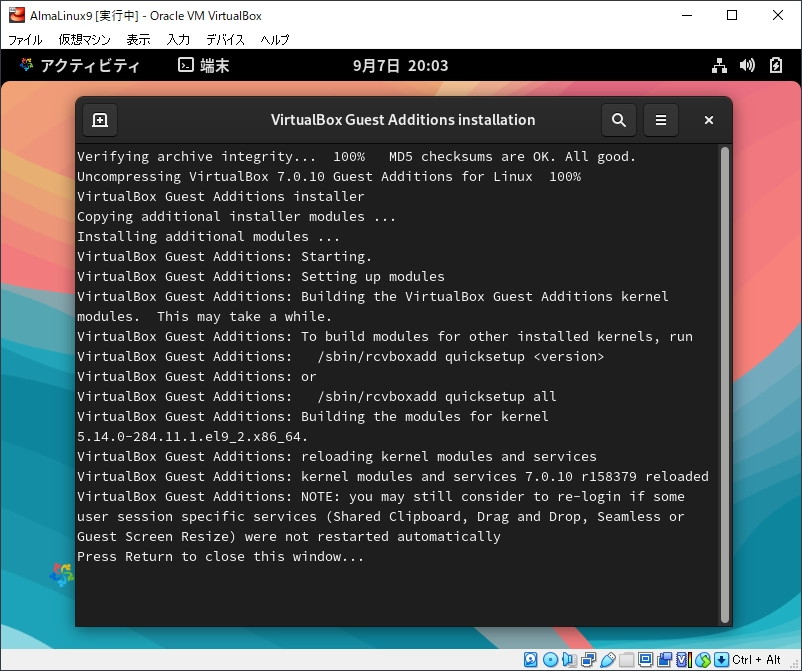 AlmaLinux9 [実行中] - Oracle VM VirtualBox
ファイル 仮想マシン 表示 入力 デバイス ヘルプ
アクティビティ 端末 9月7日 20:03
VirtualBox Guest Additions installation
Verifying archive integrity...  100%   MD5 checksums are OK. All good.
Uncompressing VirtualBox 7.0.10 Guest Additions for Linux  100%
VirtualBox Guest Additions installer
Copying additional installer modules ...
Installing additional modules ...
VirtualBox Guest Additions: Starting.
VirtualBox Guest Additions: Setting up modules
VirtualBox Guest Additions: Building the VirtualBox Guest Additions kernel
modules.  This may take a while.
VirtualBox Guest Additions: To build modules for other installed kernels, run
VirtualBox Guest Additions:   /sbin/rcvboxadd quicksetup <version>
VirtualBox Guest Additions: or
VirtualBox Guest Additions:   /sbin/rcvboxadd quicksetup all
VirtualBox Guest Additions: Building the modules for kernel
5.14.0-284.11.1.el9_2.x86_64.
VirtualBox Guest Additions: reloading kernel modules and services
VirtualBox Guest Additions: kernel modules and services 7.0.10 r158379 reloaded
VirtualBox Guest Additions: NOTE: you may still consider to re-login if some
user session specific services (Shared Clipboard, Drag and Drop, Seamless or
Guest Screen Resize) were not restarted automatically
Press Return to close this window...
Ctrl + Alt